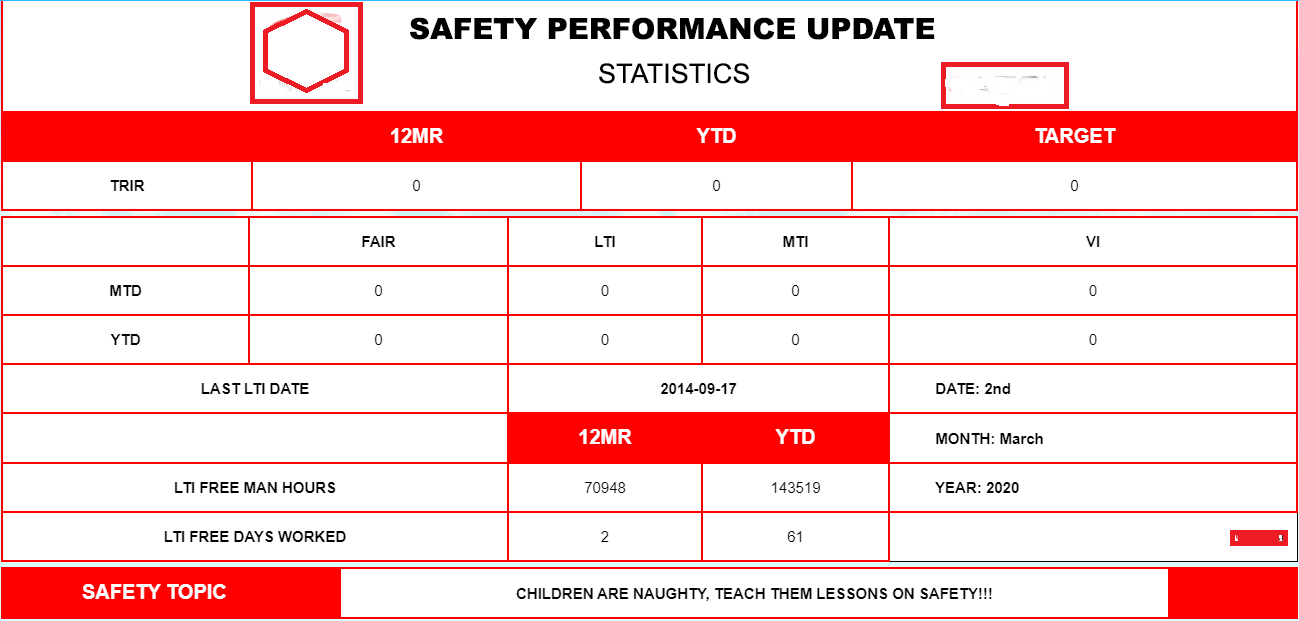 SAFETY PERFORMANCE UPDATE
STATISTICS
12MR YTD TARGET
TRIR 0 0 0
FAIR LTI MTI VI
MTD 0 0 0 0
YTD 0 0 0 0
LAST LTI DATE 2014-09-17 DATE: 2nd
12MR YTD MONTH: March
LTI FREE MAN HOURS 70948 143519 YEAR: 2020
LTI FREE DAYS WORKED 2 61
SAFETY TOPIC CHILDREN ARE NAUGHTY, TEACH THEM LESSONS ON SAFETY!!!